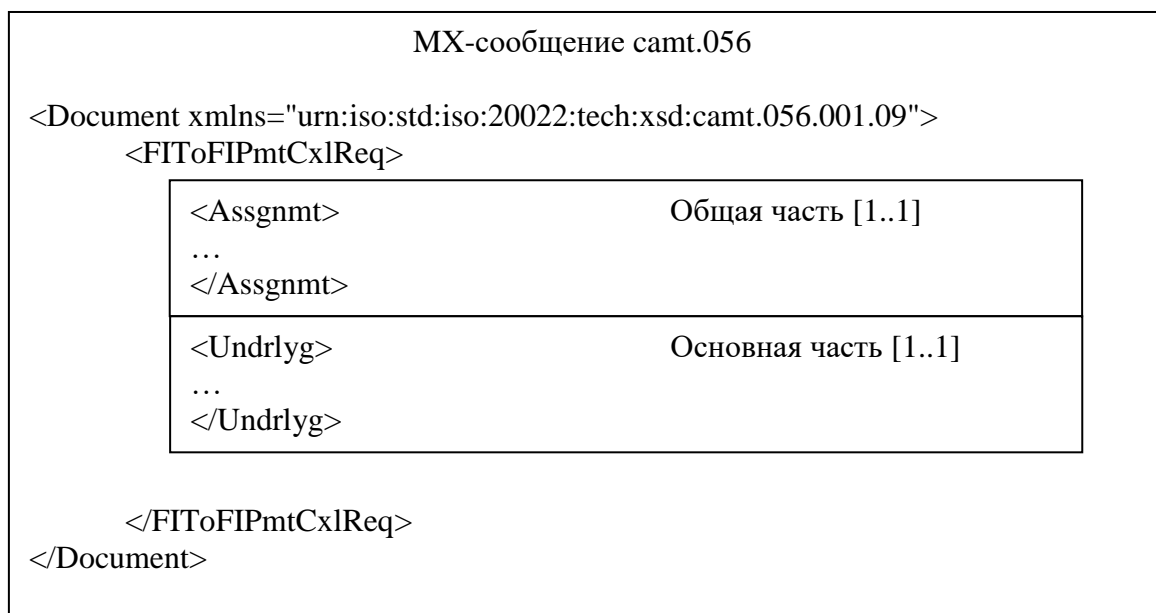 МХ-сообщение camt.056
<Document xmlns="urn:iso:std:iso:20022:tech:xsd:camt.056.001.09">
<FIToFIPmtCxlReq>
<Assgnmt> Общая часть [1..1]
…
</Assgnmt>
<Undrlyg> Основная часть [1..1]
…
</Undrlyg>
</FIToFIPmtCxlReq>
</Document>